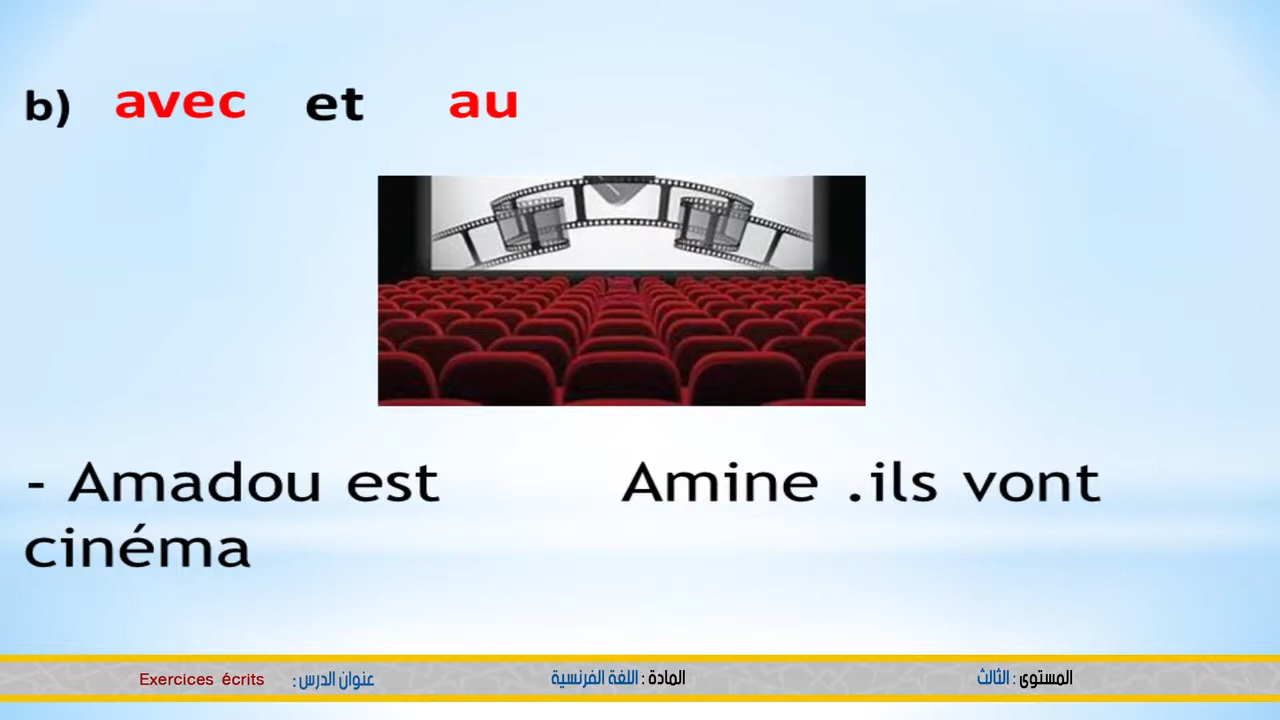 b) avec et au
- Amadou est Amine .ils vont
cinéma
المستوى : الثالث
المادة : اللغة الفرنسية
عنوان الدرس : Exercices écrits